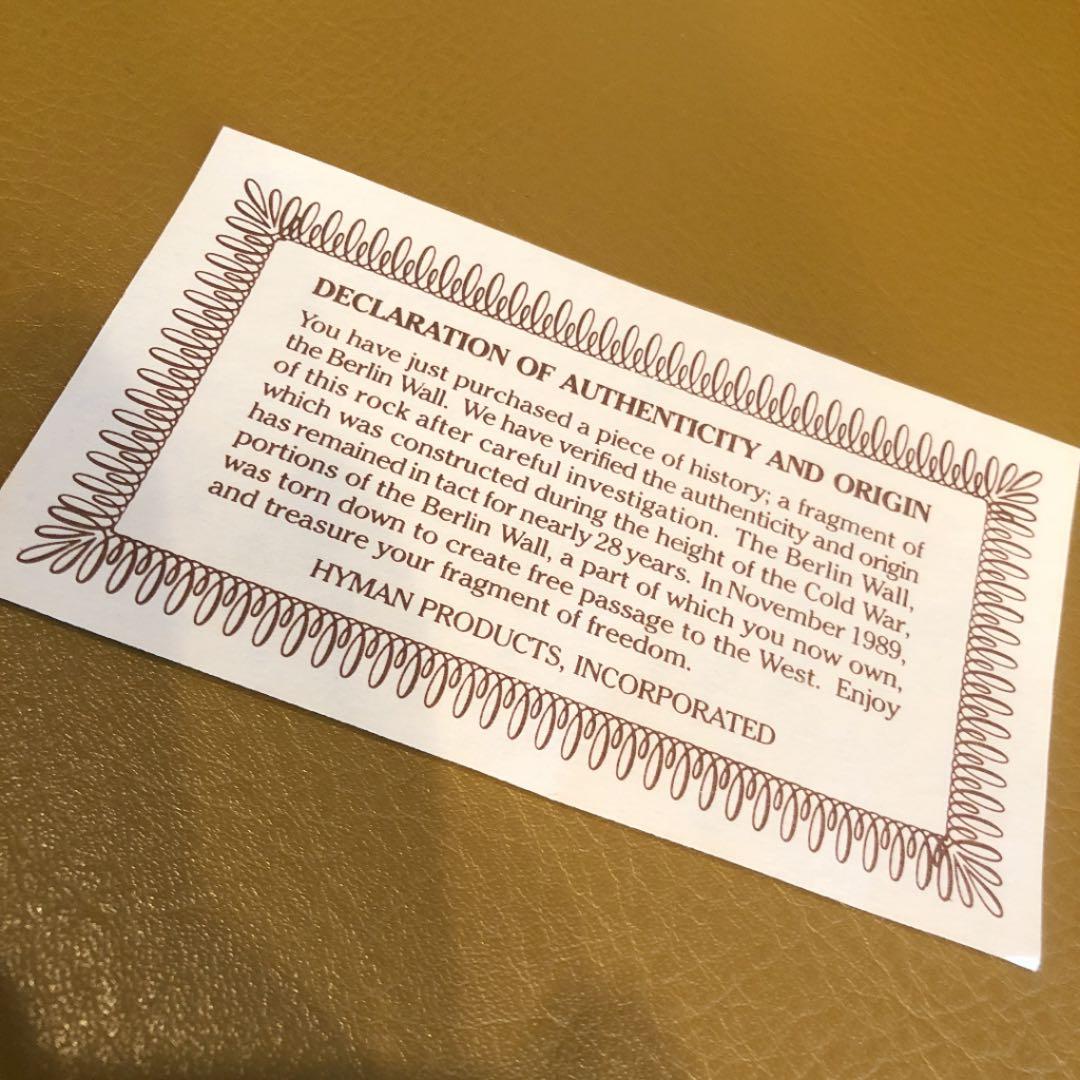 DECLARATION OF AUTHENTICITY AND ORIGIN
You have just purchased a piece of history; a fragment of
the Berlin Wall. We have verified the authenticity and origin
of this rock after careful investigation. The Berlin Wall,
which was constructed during the height of the Cold War,
has remained in tact for nearly 28 years. In November 1989,
portions of the Berlin Wall, a part of which you now own,
was torn down to create free passage to the West. Enjoy
and treasure your fragment of freedom.
HYMAN PRODUCTS, INCORPORATED